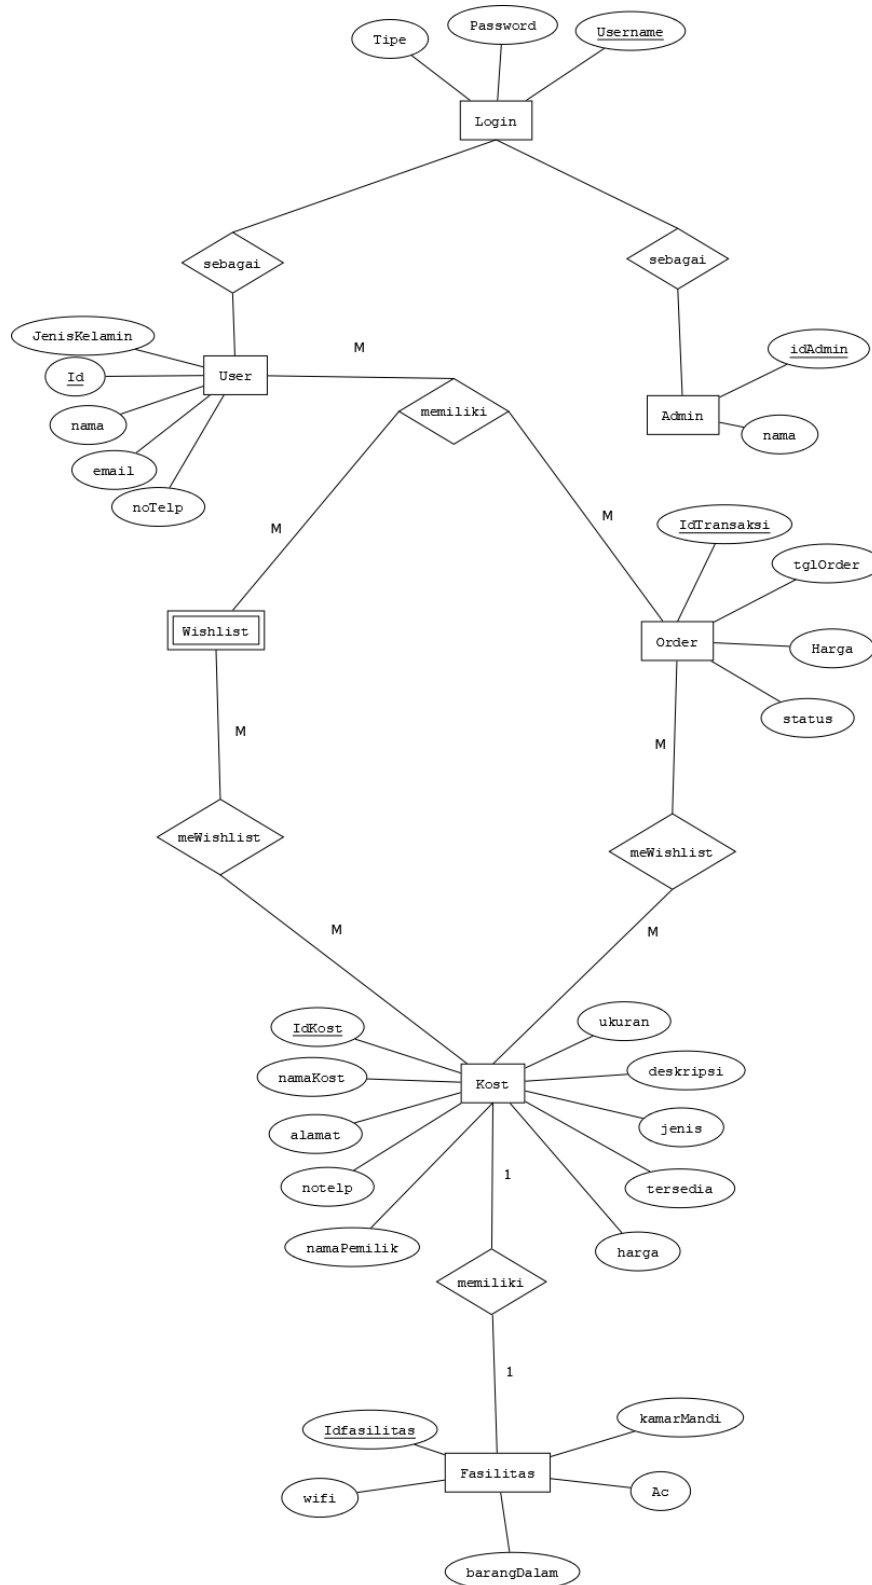 Password
Username
Tipe
Login
sebagai
sebagai
JenisKelamin
M
idAdmin
Id
User
nama
memiliki
Admin
nama
email
noTelp
M
M
IdTransaksi
tglOrder
Wishlist
Order
Harga
status
M
M
meWishlist
meWishlist
M
M
IdKost
ukuran
namaKost
Kost
deskripsi
alamat
jenis
notelp
1
tersedia
namaPemilik
harga
memiliki
1
Idfasilitas
kamarMandi
Fasilitas
wifi
Ac
barangDalam